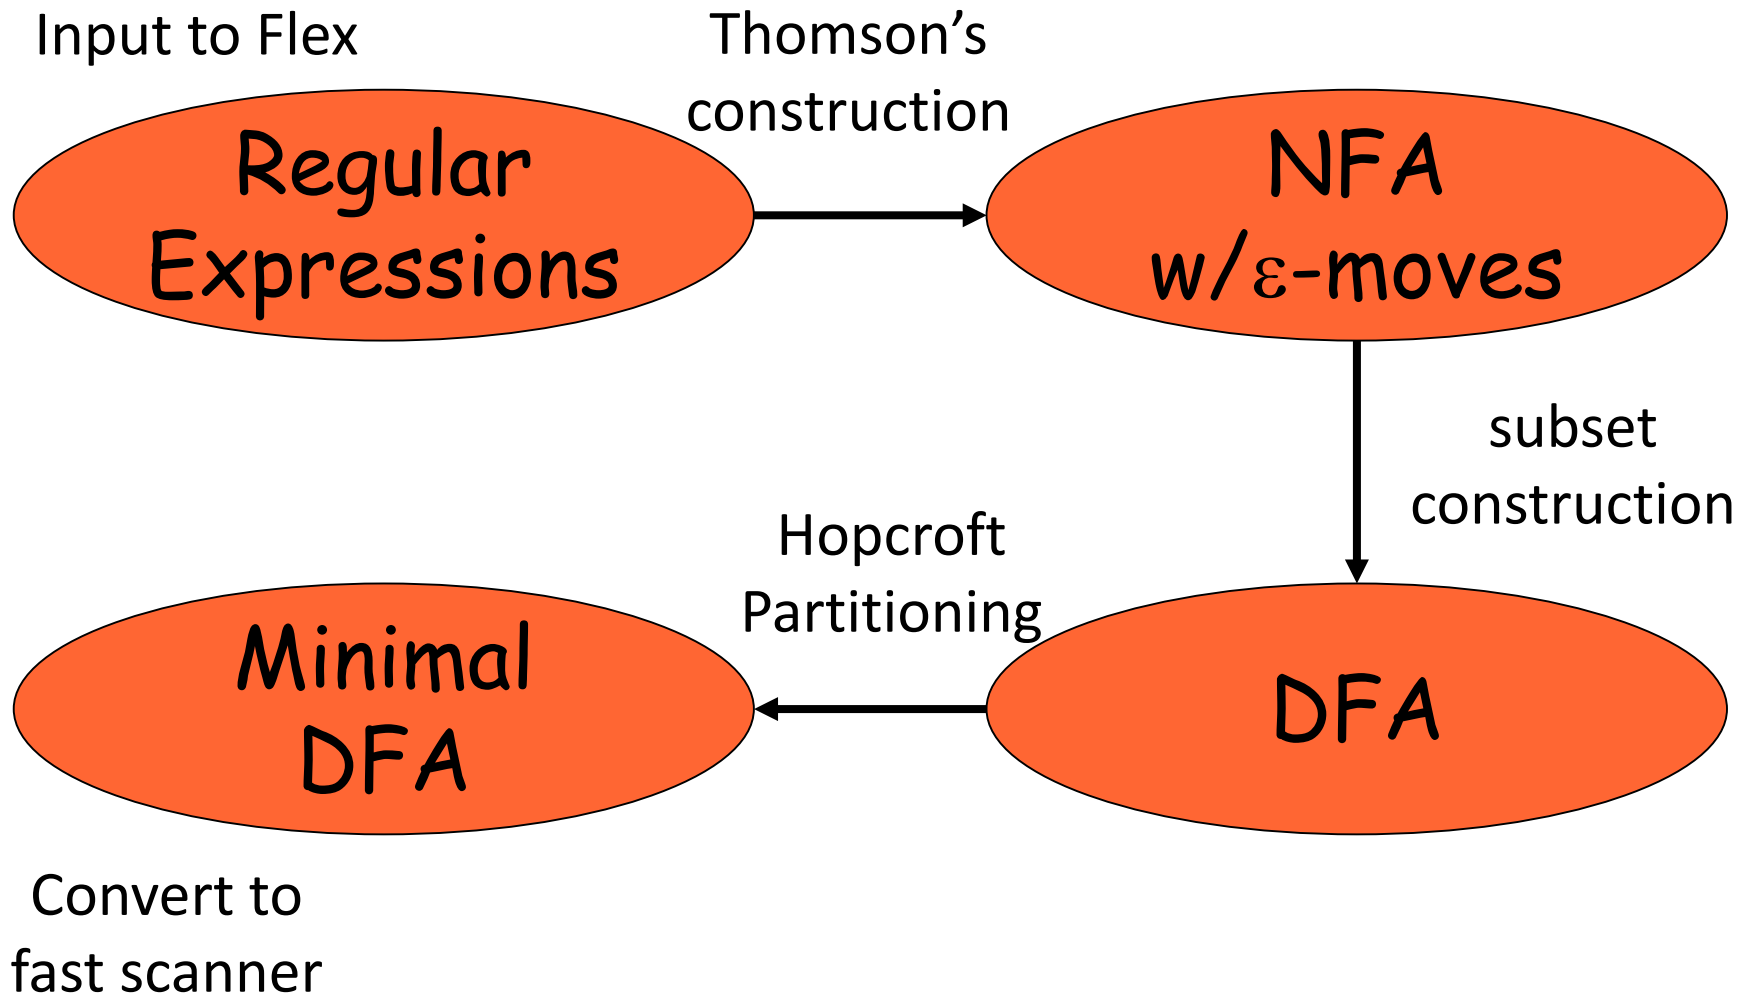 Input to Flex
Thomson’s
construction
Regular
Expressions
NFA
w/ε-moves
subset
construction
Hopcroft
Partitioning
Minimal
DFA
DFA
Convert to
fast scanner